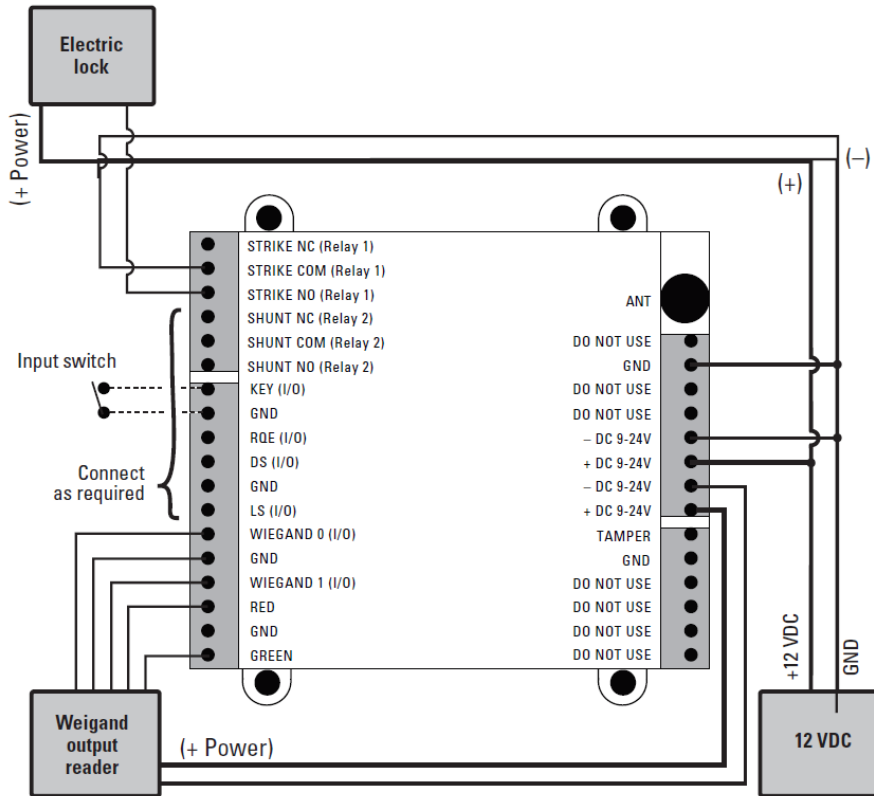 Electric
lock
(+ Power)
(+)
(–)
STRIKE NC (Relay 1)
STRIKE COM (Relay 1)
STRIKE NO (Relay 1)
SHUNT NC (Relay 2)
SHUNT COM (Relay 2)
SHUNT NO (Relay 2)
KEY (I/O)
GND
RQE (I/O)
DS (I/O)
GND
LS (I/O)
WIEGAND 0 (I/O)
GND
WIEGAND 1 (I/O)
RED
GND
GREEN
Input switch
Connect
as required
ANT
DO NOT USE
GND
DO NOT USE
DO NOT USE
– DC 9-24V
+ DC 9-24V
– DC 9-24V
+ DC 9-24V
TAMPER
GND
DO NOT USE
DO NOT USE
DO NOT USE
DO NOT USE
+12 VDC
GND
Weigand
output
reader
(+ Power)
12 VDC